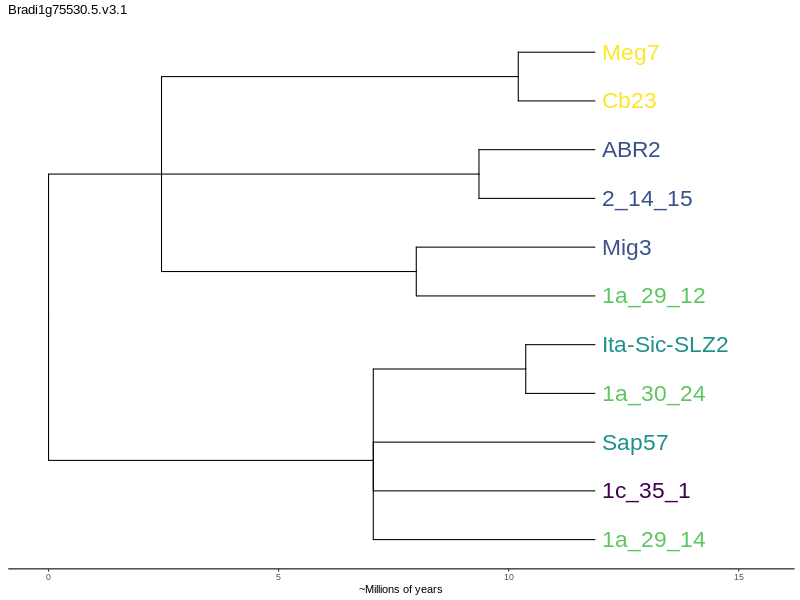 Bradi1g75530.5.v3.1
Meg7
Cb23
ABR2
2_14_15
Mig3
1a_29_12
Ita-Sic-SLZ2
1a_30_24
Sap57
1c_35_1
1a_29_14
0 5 10 15
~Millions of years